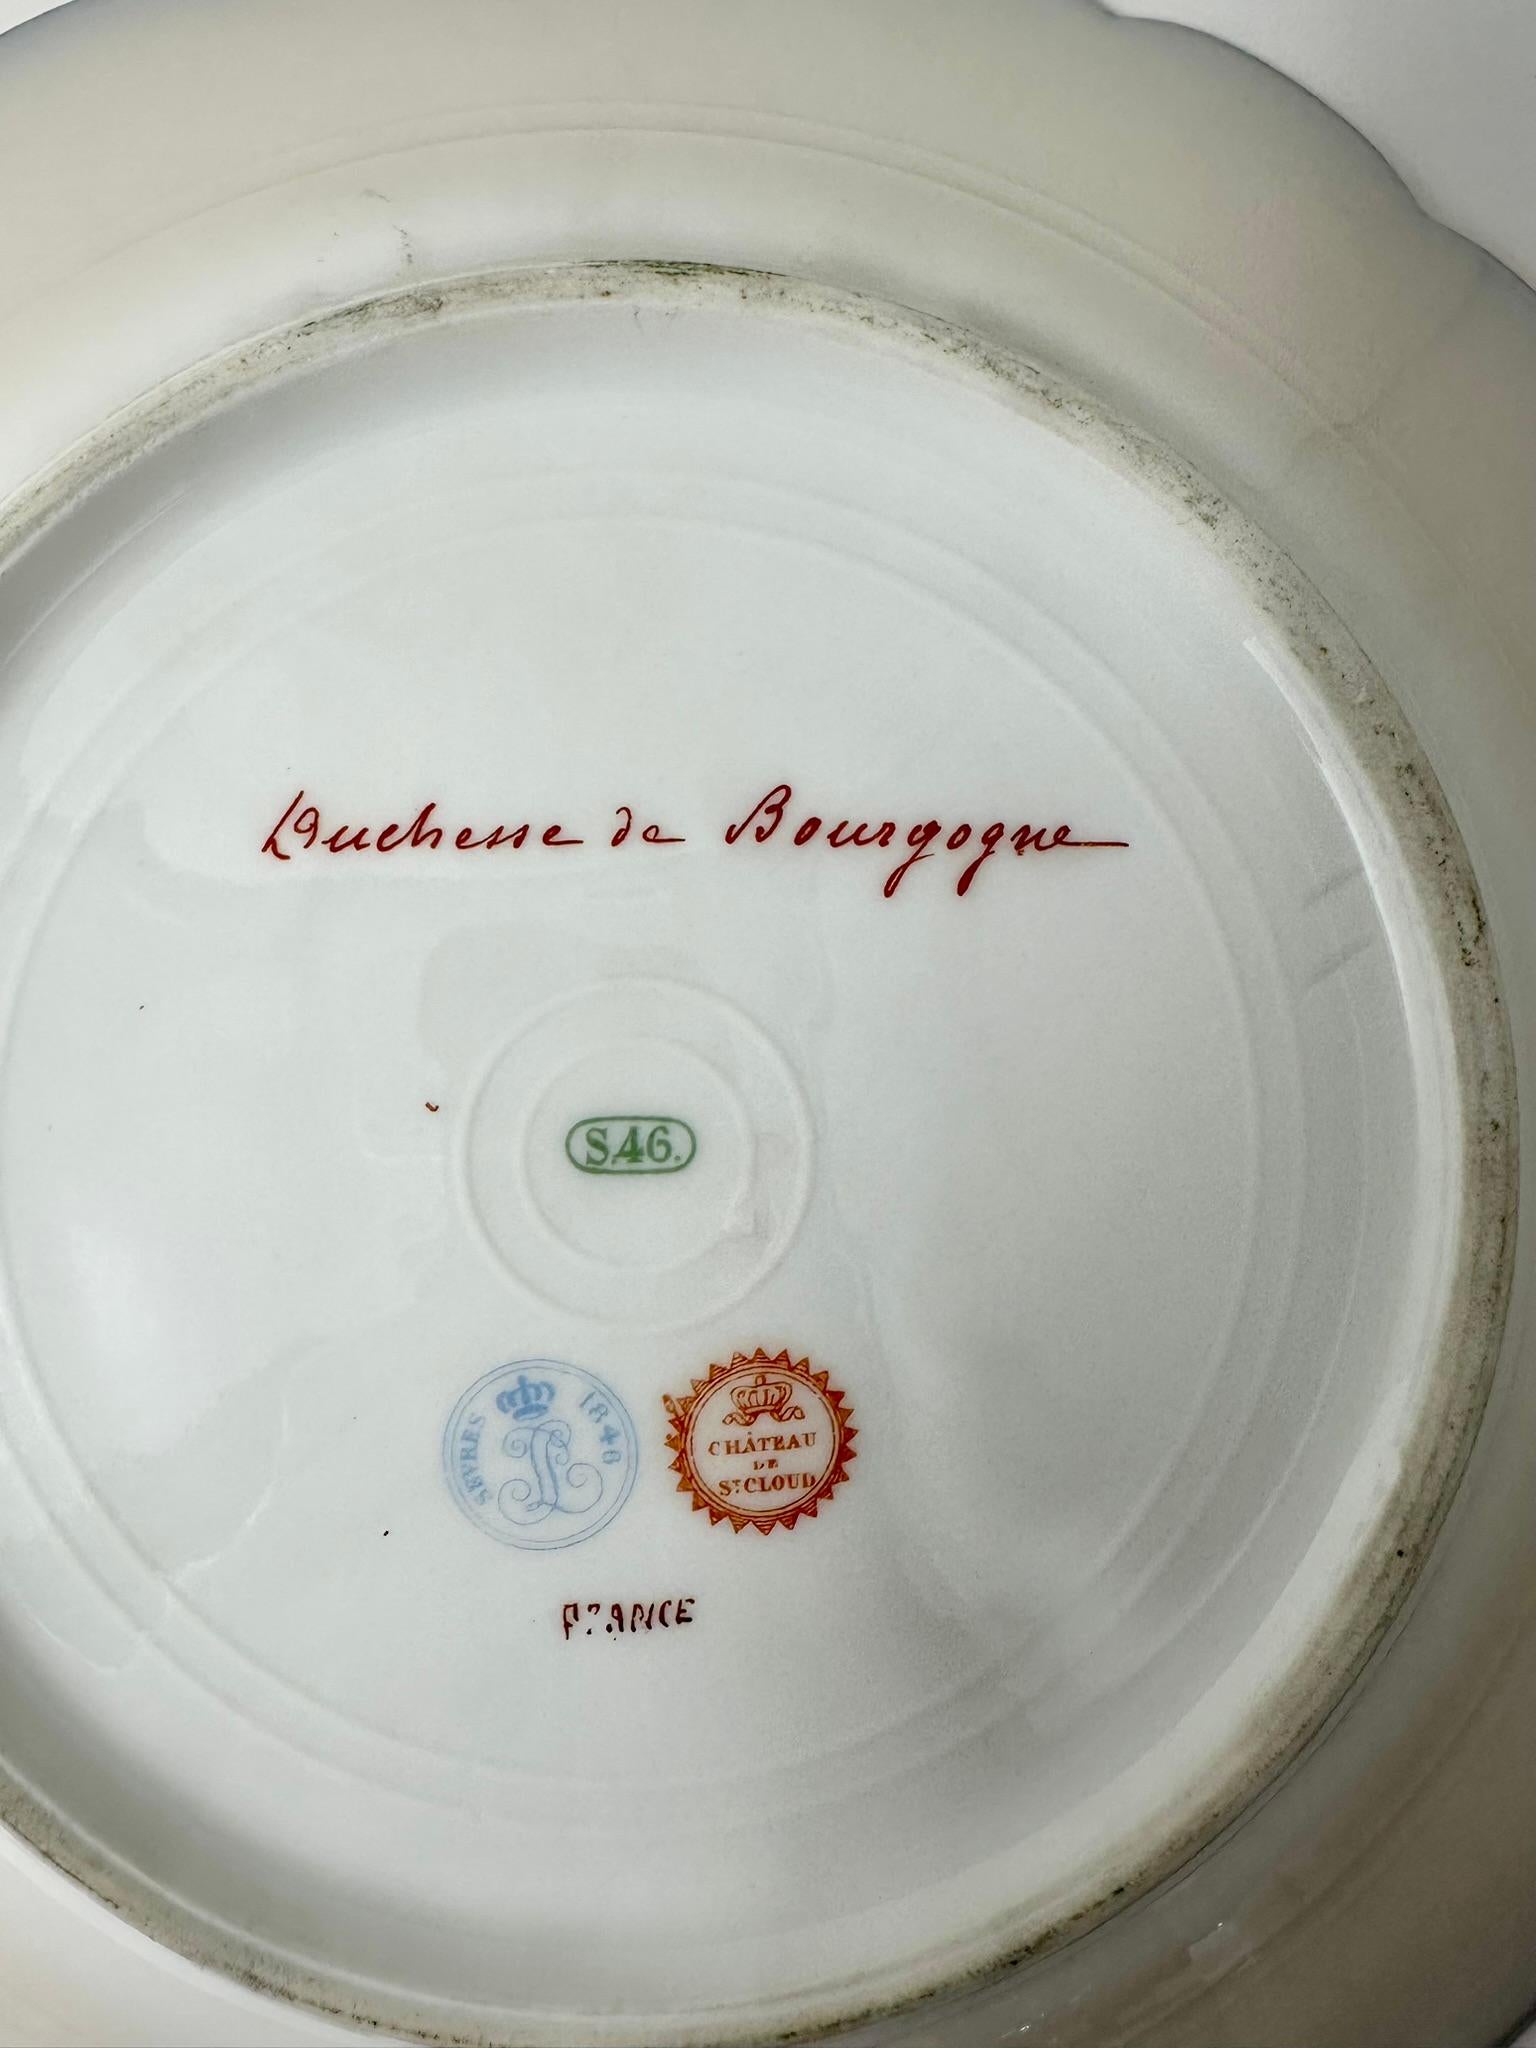 Duchesse de Bourgogne
S.46.
SÈVRES
1846
CHÂTEAU
DE
ST CLOUD
FRANCE